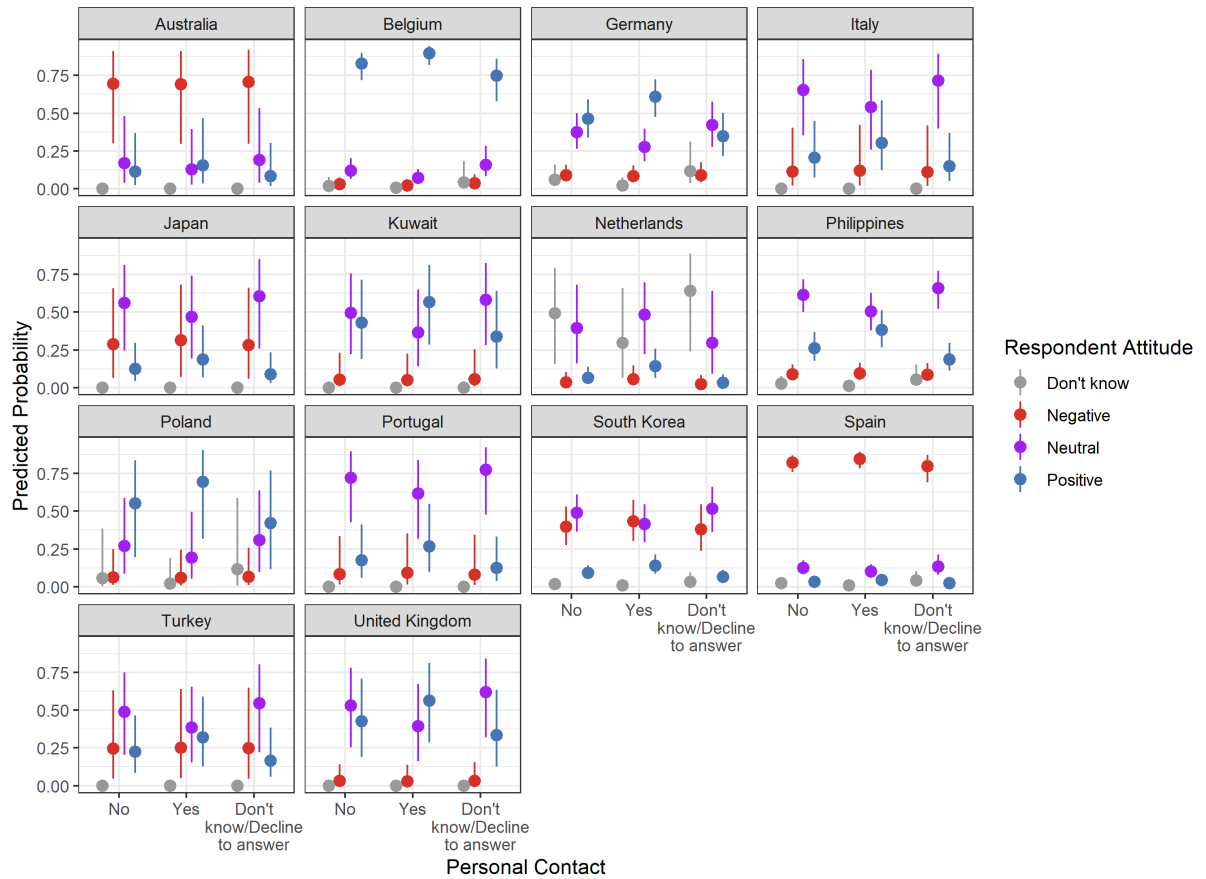 Australia
Belgium
Germany
Italy
0.75
0.50
0.25
0.00
Japan
Kuwait
Netherlands
Philippines
0.75
0.50
0.25
0.00
Poland
Portugal
South Korea
Spain
0.75
0.50
0.25
0.00
No
Yes
Don't
know/Decline
to answer
No
Yes
Don't
know/Decline
to answer
Turkey
United Kingdom
0.75
0.50
0.25
0.00
No
Yes
Don't
know/Decline
to answer
No
Yes
Don't
know/Decline
to answer
Predicted Probability
Personal Contact
Respondent Attitude
Don't know
Negative
Neutral
Positive